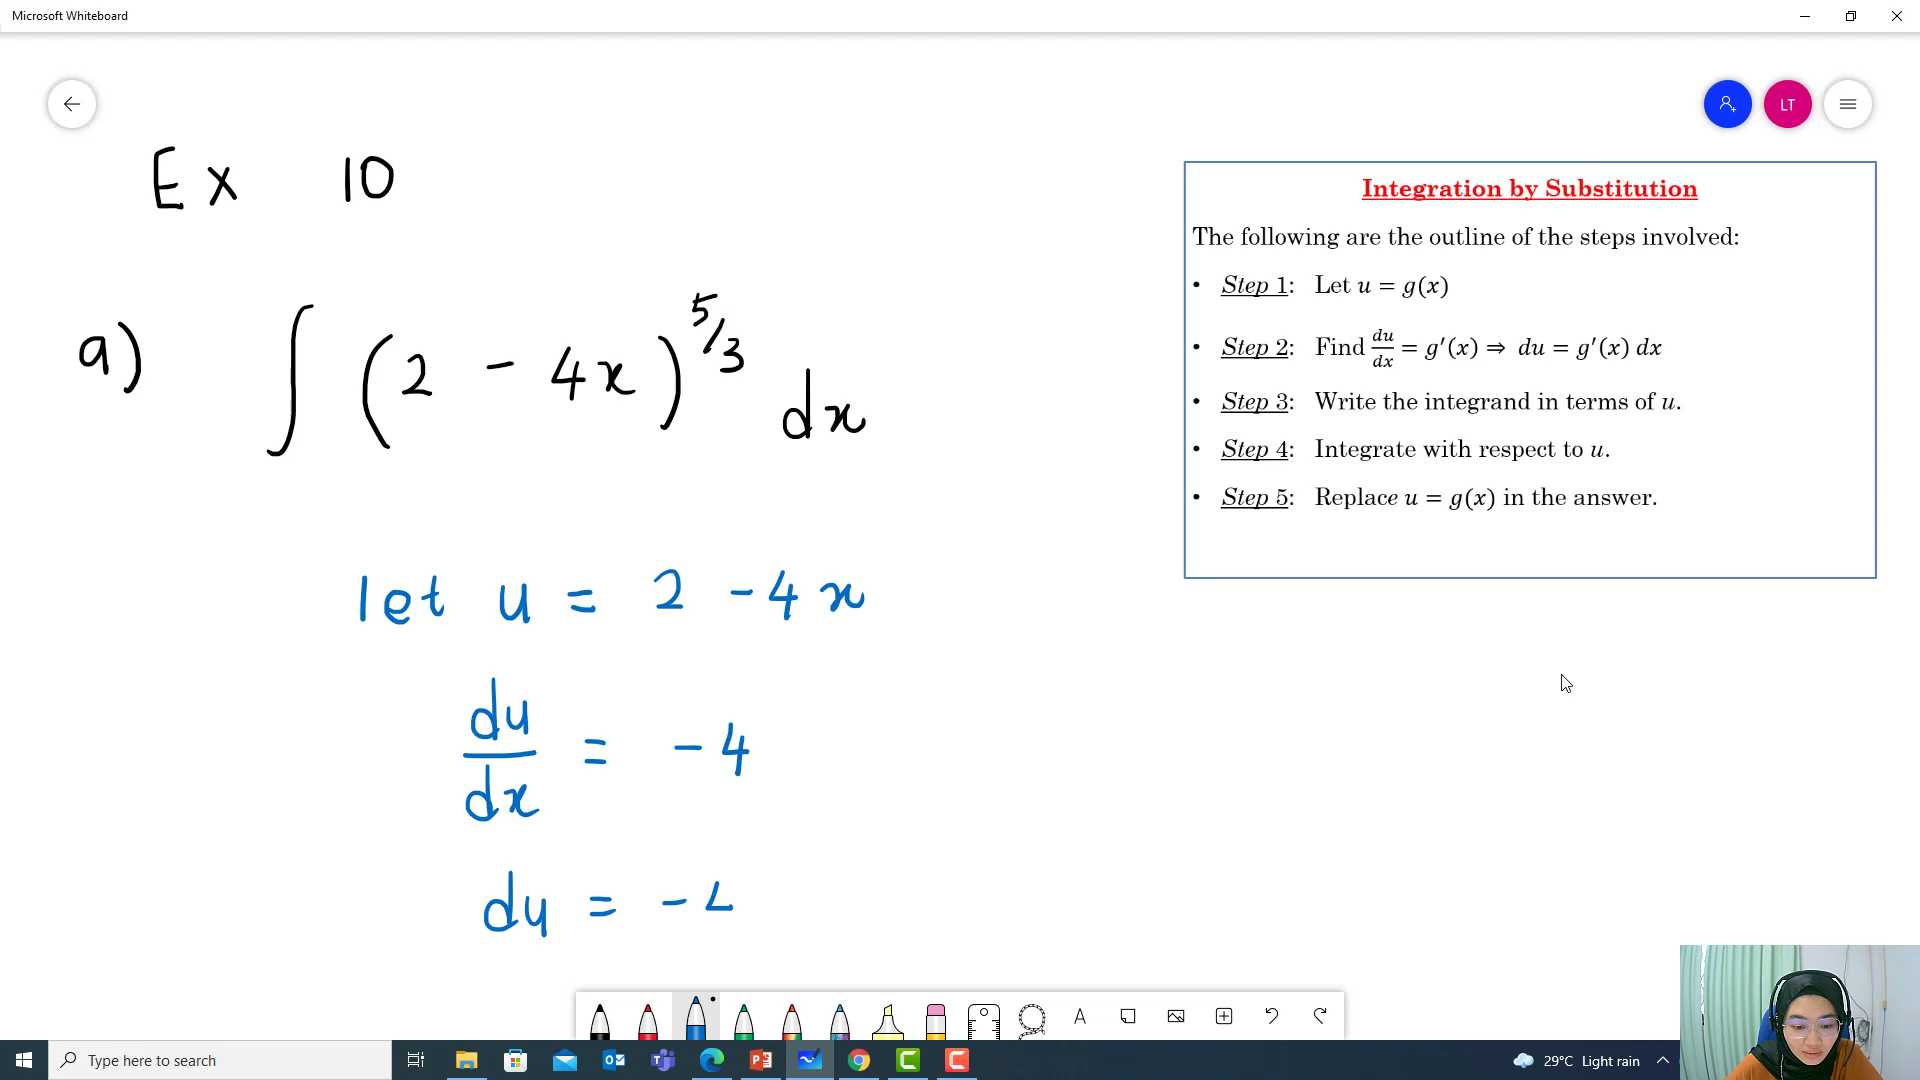 Microsoft Whiteboard
LT
Ex 10
a) ∫ (2 - 4x)^{5/3} dx
let u = 2 - 4x
du/dx = -4
du = -4
Integration by Substitution
The following are the outline of the steps involved:
• Step 1: Let u = g(x)
• Step 2: Find du/dx = g′(x) ⇒ du = g′(x) dx
• Step 3: Write the integrand in terms of u.
• Step 4: Integrate with respect to u.
• Step 5: Replace u = g(x) in the answer.
A
Type here to search
29°C Light rain